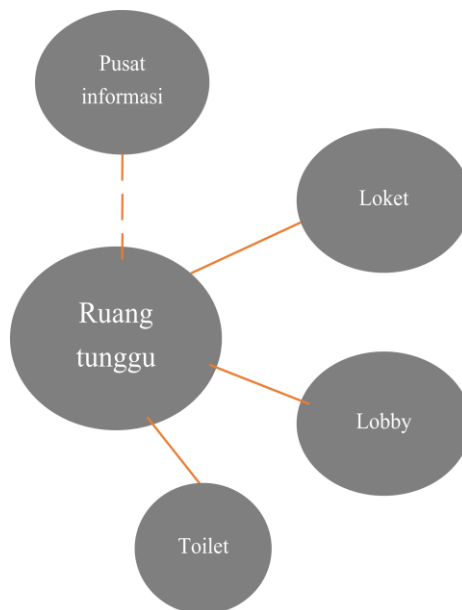 Pusat
informasi
Loket
Ruang
tunggu
Lobby
Toilet